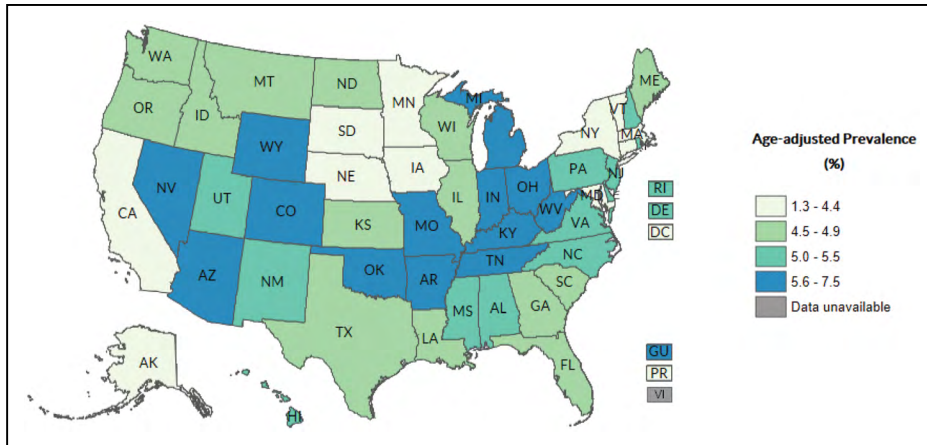 WA
MT
ND
ME
MN
OR
ID
WI
MI
VT
NY
MA
SD
WY
IA
PA
NJ
NE
NV
UT
CO
IL
IN
OH
MD
WV
VA
CA
KS
MO
KY
NC
AZ
NM
OK
AR
TN
SC
MS
AL
GA
TX
LA
FL
AK
HI
RI
DE
DC
GU
PR
VI
Age-adjusted Prevalence
(%)
1.3 - 4.4
4.5 - 4.9
5.0 - 5.5
5.6 - 7.5
Data unavailable